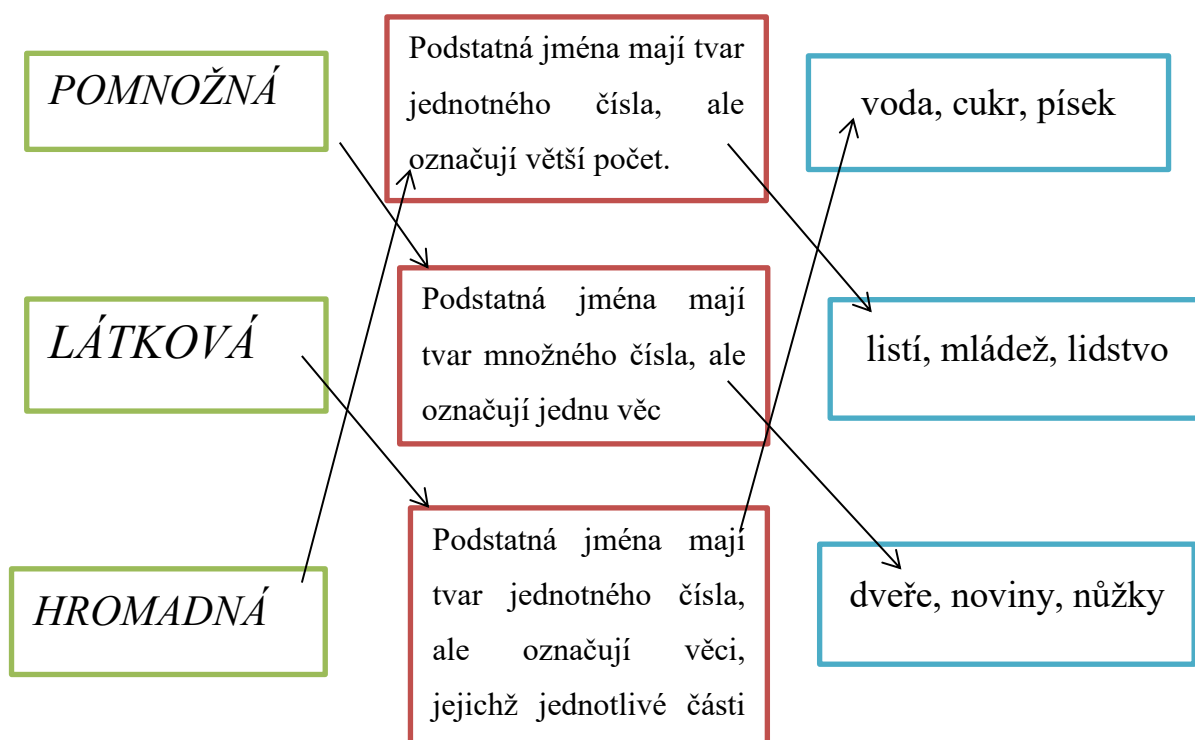 POMNOŽNÁ
Podstatná jména mají tvar
jednotného čísla, ale
označují větší počet.
voda, cukr, písek
LÁTKOVÁ
Podstatná jména mají
tvar množného čísla, ale
označují jednu věc
listí, mládež, lidstvo
HROMADNÁ
Podstatná jména mají
tvar jednotného čísla,
ale označují věci,
jejichž jednotlivé části
dveře, noviny, nůžky